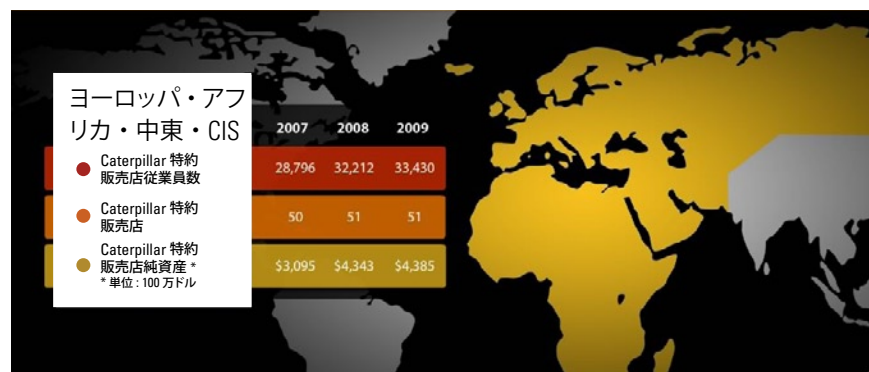 ヨーロッパ・アフ
リカ・中東・CIS
2007 2008 2009
Caterpillar 特約
販売店従業員数
28,796 32,212 33,430
Caterpillar 特約
販売店
50 51 51
Caterpillar 特約
販売店純資産 *
* 単位 : 100 万ドル
$3,095 $4,343 $4,385